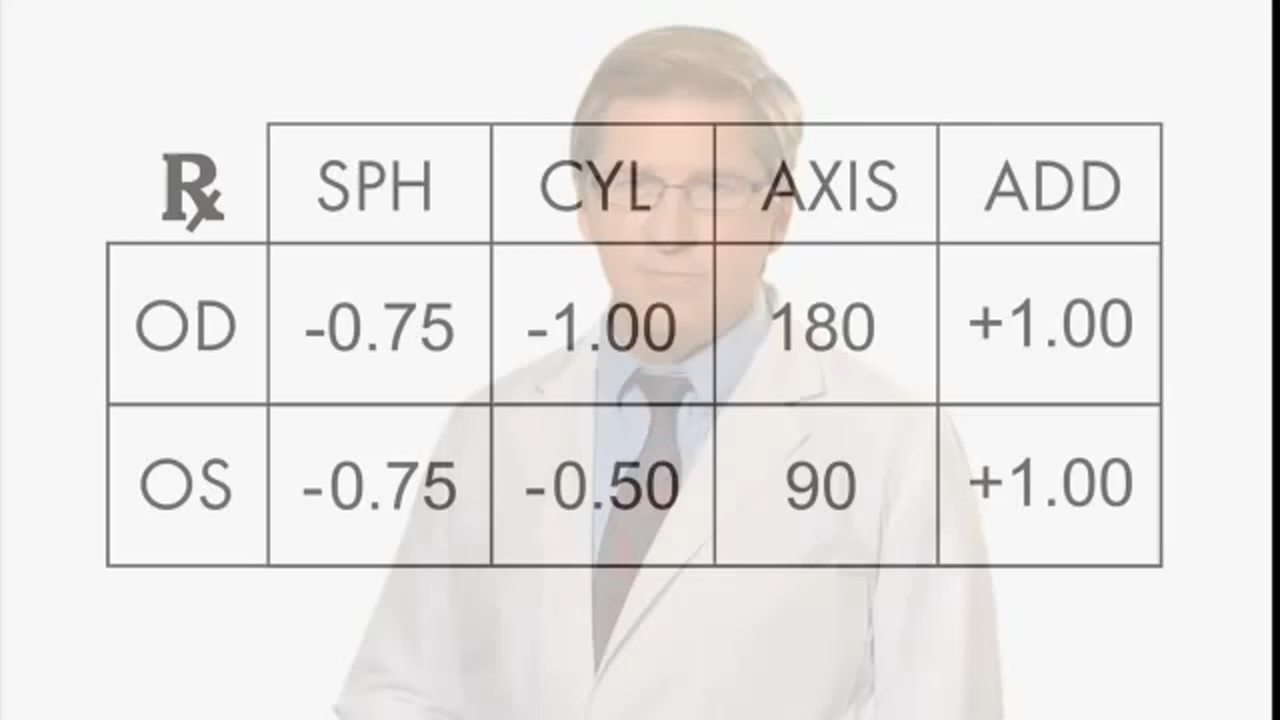 ℞ SPH CYL AXIS ADD
OD -0.75 -1.00 180 +1.00
OS -0.75 -0.50 90 +1.00